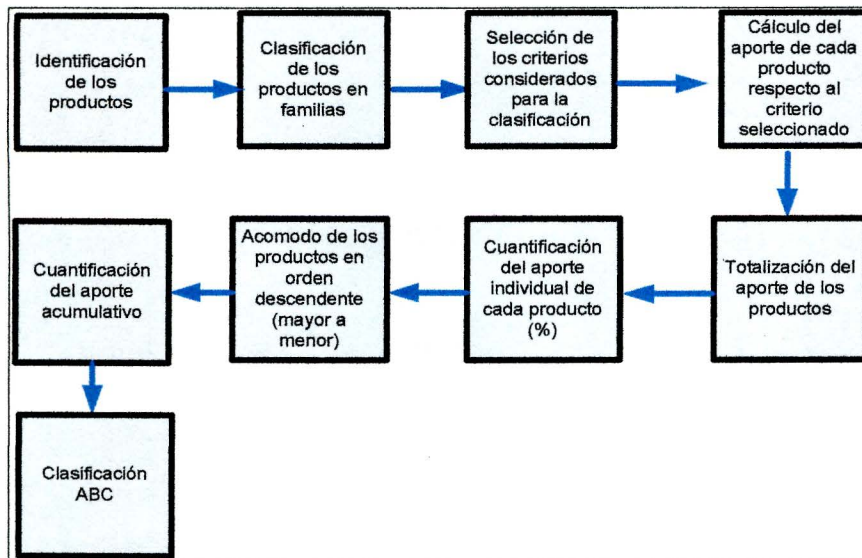 Identificación
de los
productos
Clasificación
de los
productos en
familias
Selección de
los criterios
considerados
para la
clasificación
Cálculo del
aporte de cada
producto
respecto al
criterio
seleccionado
Totalización del
aporte de los
productos
Cuantificación
del aporte
individual de
cada producto
(%)
Acomodo de los
productos en
orden
descendente
(mayor a
menor)
Cuantificación
del aporte
acumulativo
Clasificación
ABC